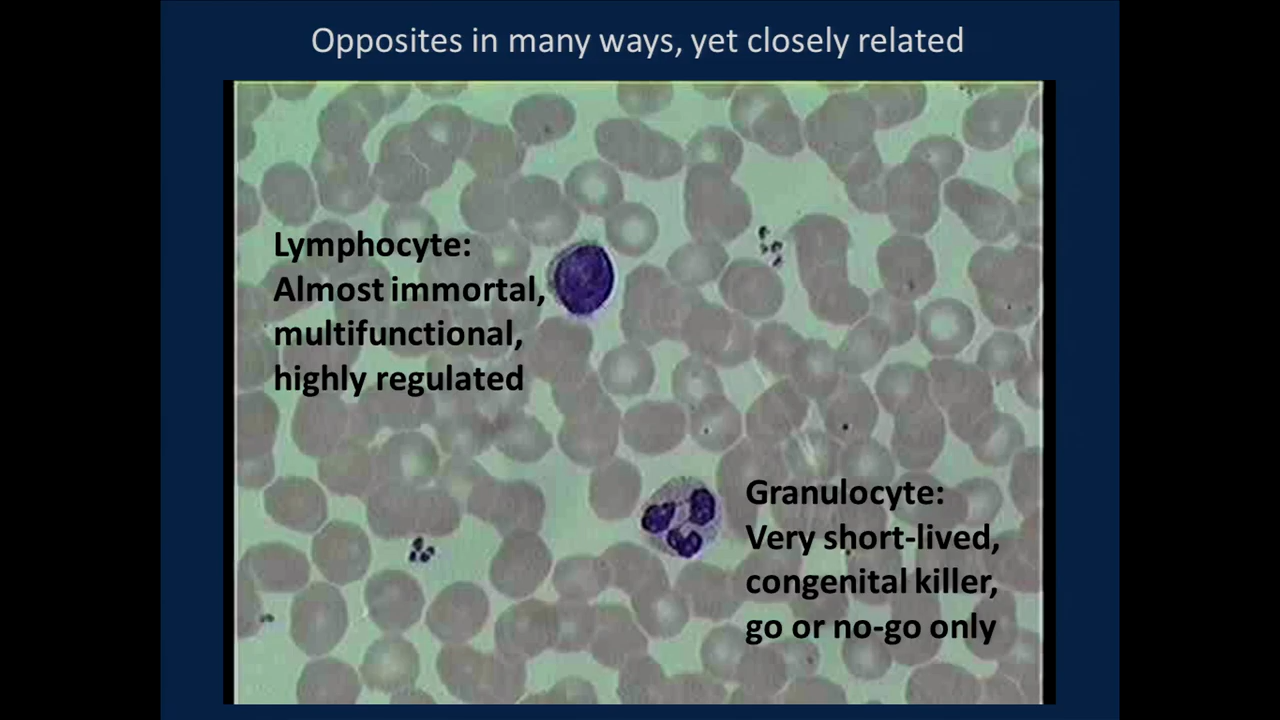 Opposites in many ways, yet closely related
Lymphocyte:
Almost immortal,
multifunctional,
highly regulated
Granulocyte:
Very short-lived,
congenital killer,
go or no-go only